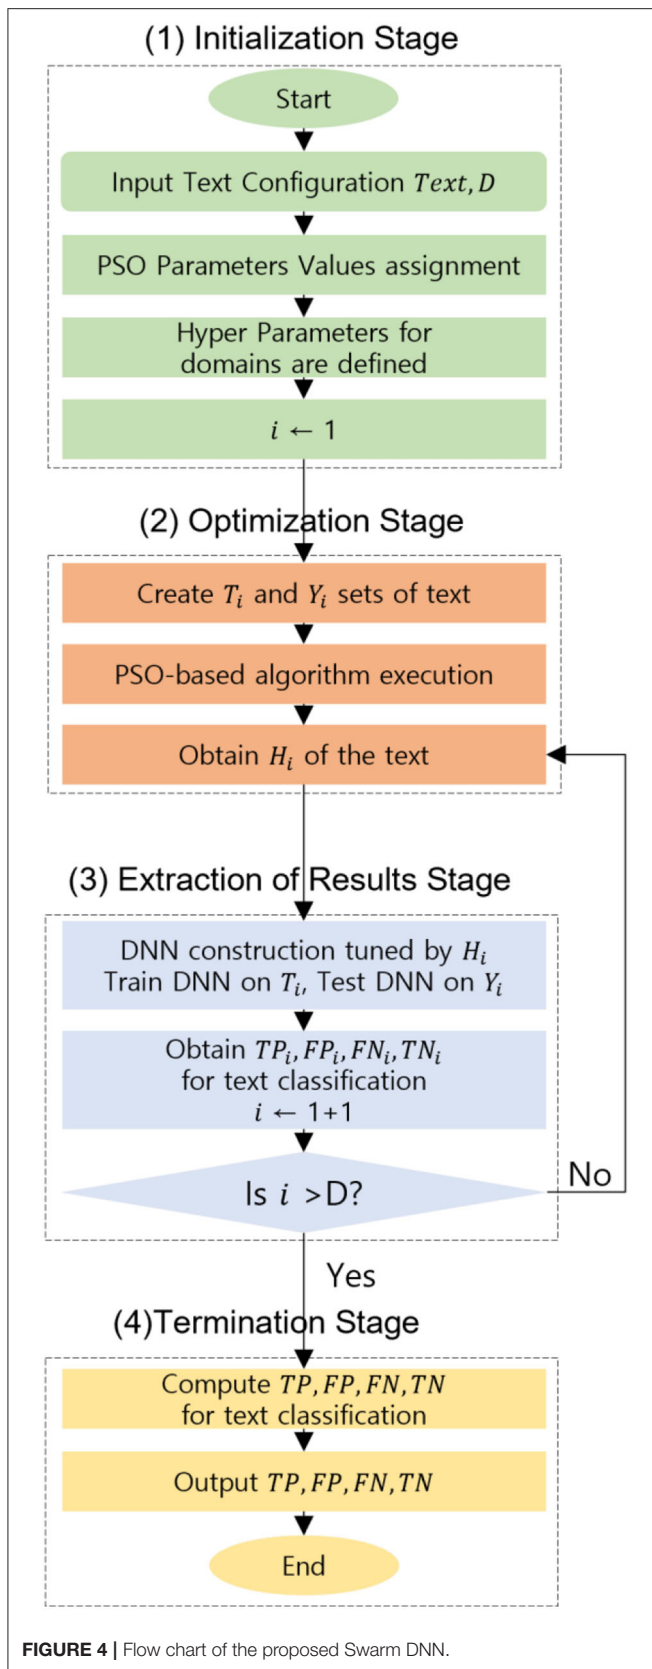 (1) Initialization Stage
Start
Input Text Configuration Text, D
PSO Parameters Values assignment
Hyper Parameters for
domains are defined
i ← 1
(2) Optimization Stage
Create Tᵢ and Yᵢ sets of text
PSO-based algorithm execution
Obtain Hᵢ of the text
(3) Extraction of Results Stage
DNN construction tuned by Hᵢ
Train DNN on Tᵢ, Test DNN on Yᵢ
Obtain TPᵢ, FPᵢ, FNᵢ, TNᵢ
for text classification
i ← 1+1
Is i >D?
No
Yes
(4)Termination Stage
Compute TP, FP, FN, TN
for text classification
Output TP, FP, FN, TN
End
FIGURE 4 | Flow chart of the proposed Swarm DNN.